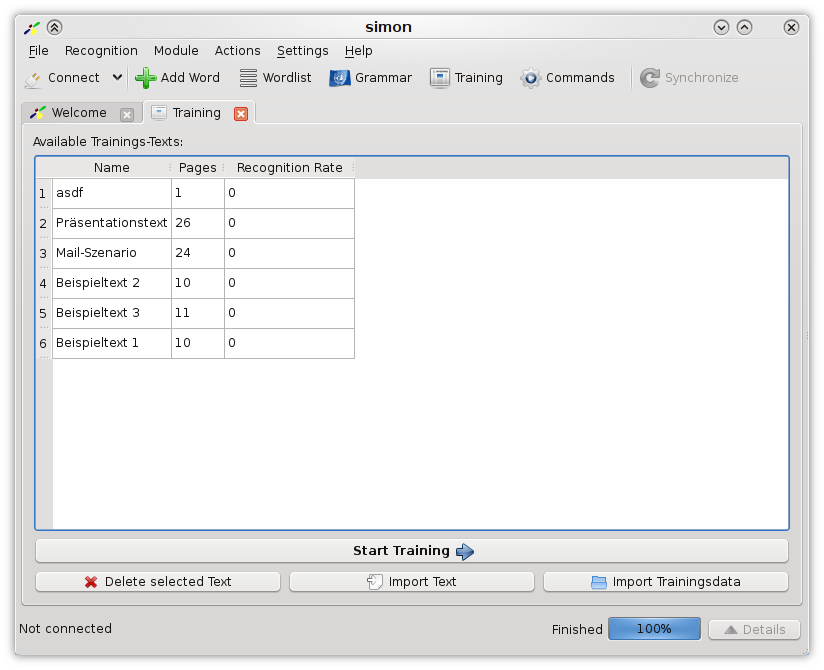 simon
File Recognition Module Actions Settings Help
Connect Add Word Wordlist Grammar Training Commands Synchronize
Welcome Training
Available Trainings-Texts:
Name Pages Recognition Rate
1 asdf 1 0
2 Präsentationstext 26 0
3 Mail-Szenario 24 0
4 Beispieltext 2 10 0
5 Beispieltext 3 11 0
6 Beispieltext 1 10 0
Start Training
Delete selected Text Import Text Import Trainingsdata
Not connected Finished 100% Details